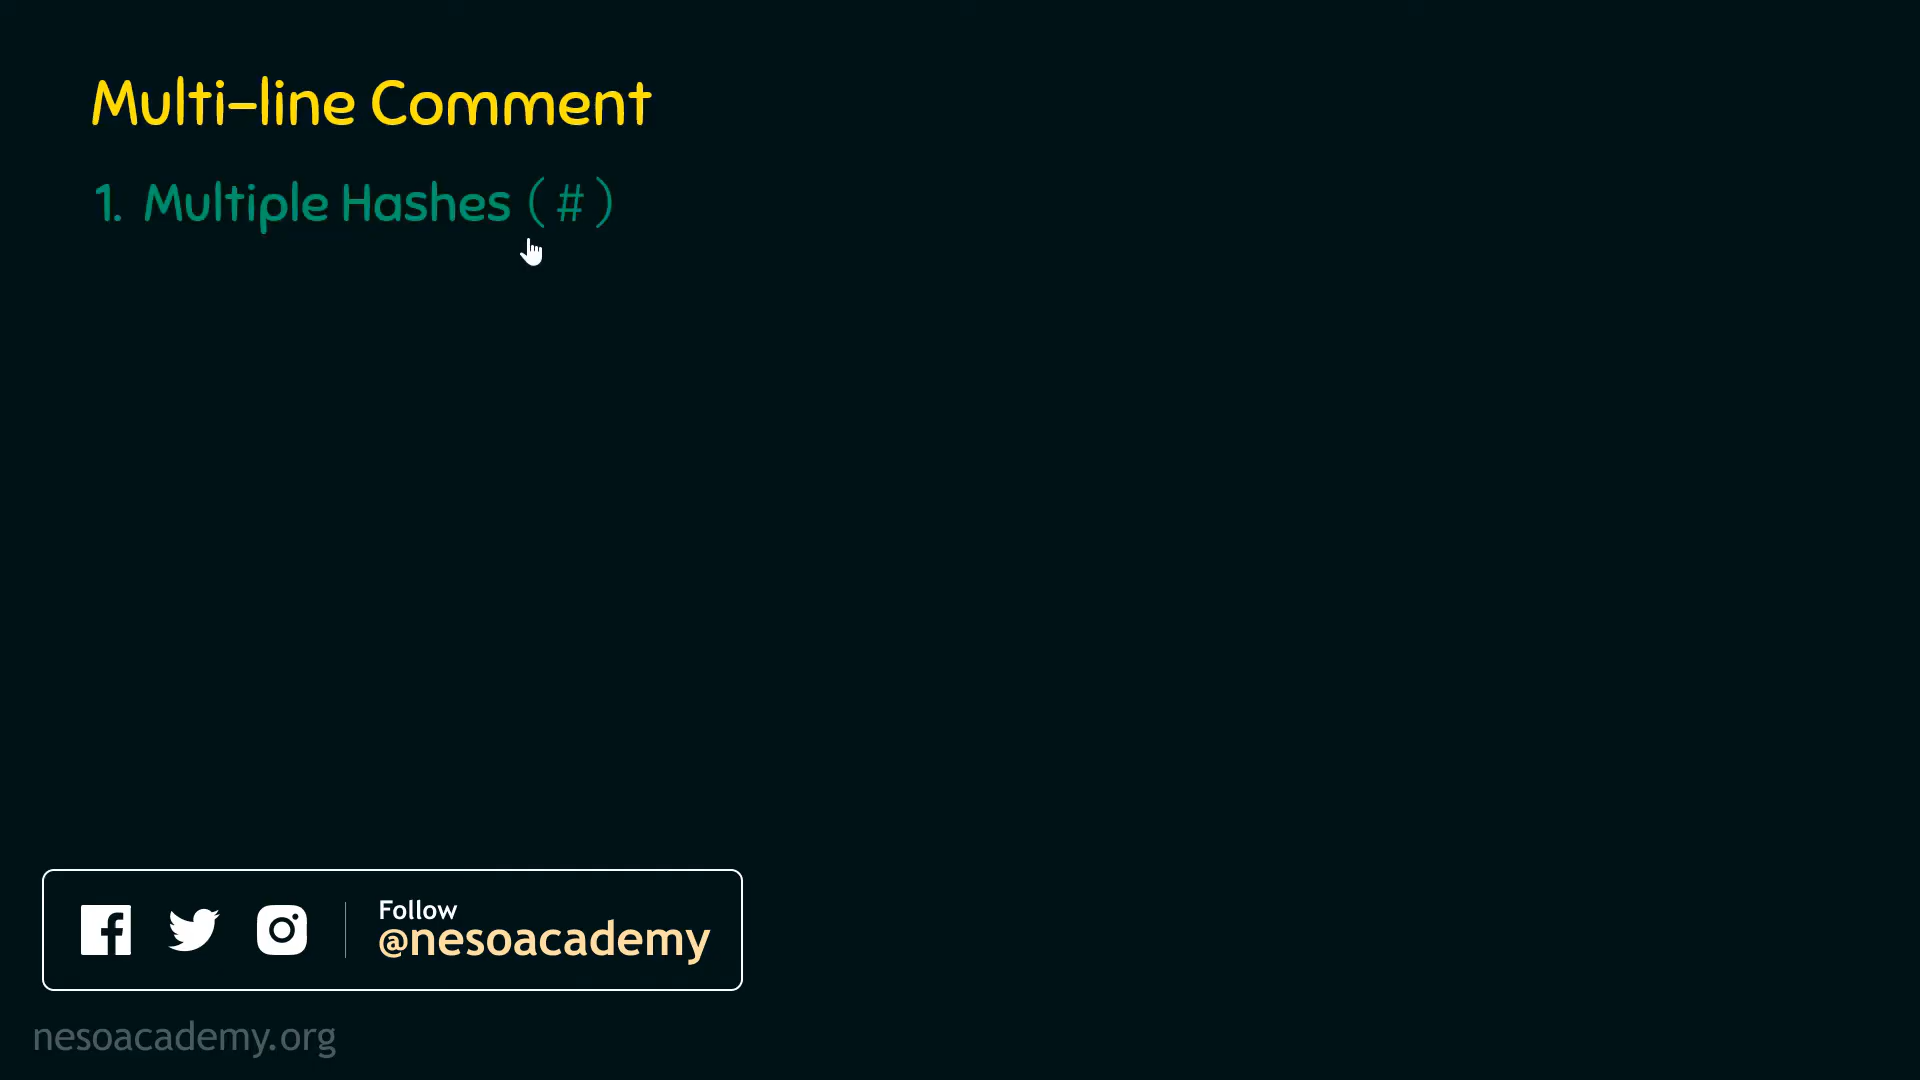 Multi-line Comment
1. Multiple Hashes (#)
Follow
@nesoacademy
nesoacademy.org